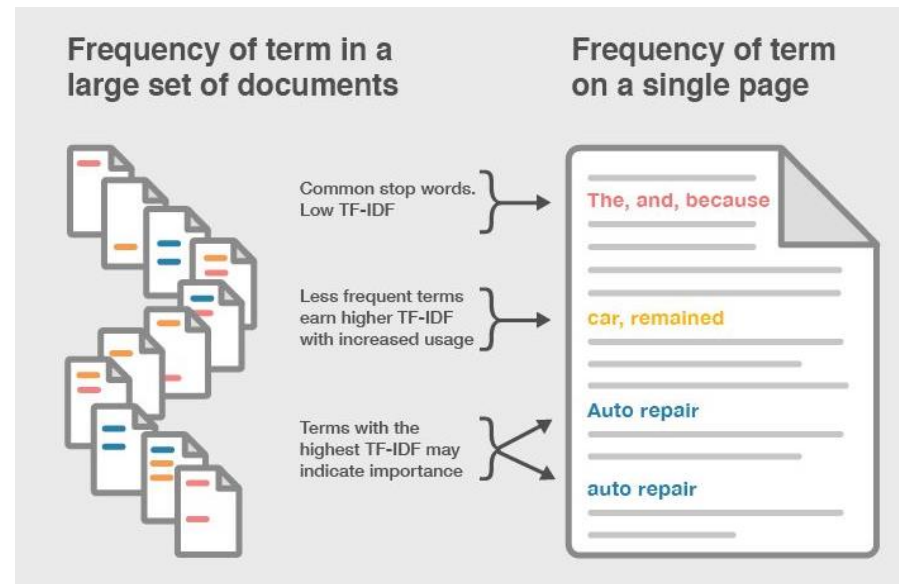 Frequency of term in a
large set of documents
Frequency of term
on a single page
Common stop words.
Low TF-IDF
The, and, because
Less frequent terms
earn higher TF-IDF
with increased usage
car, remained
Terms with the
highest TF-IDF may
indicate importance
Auto repair
auto repair